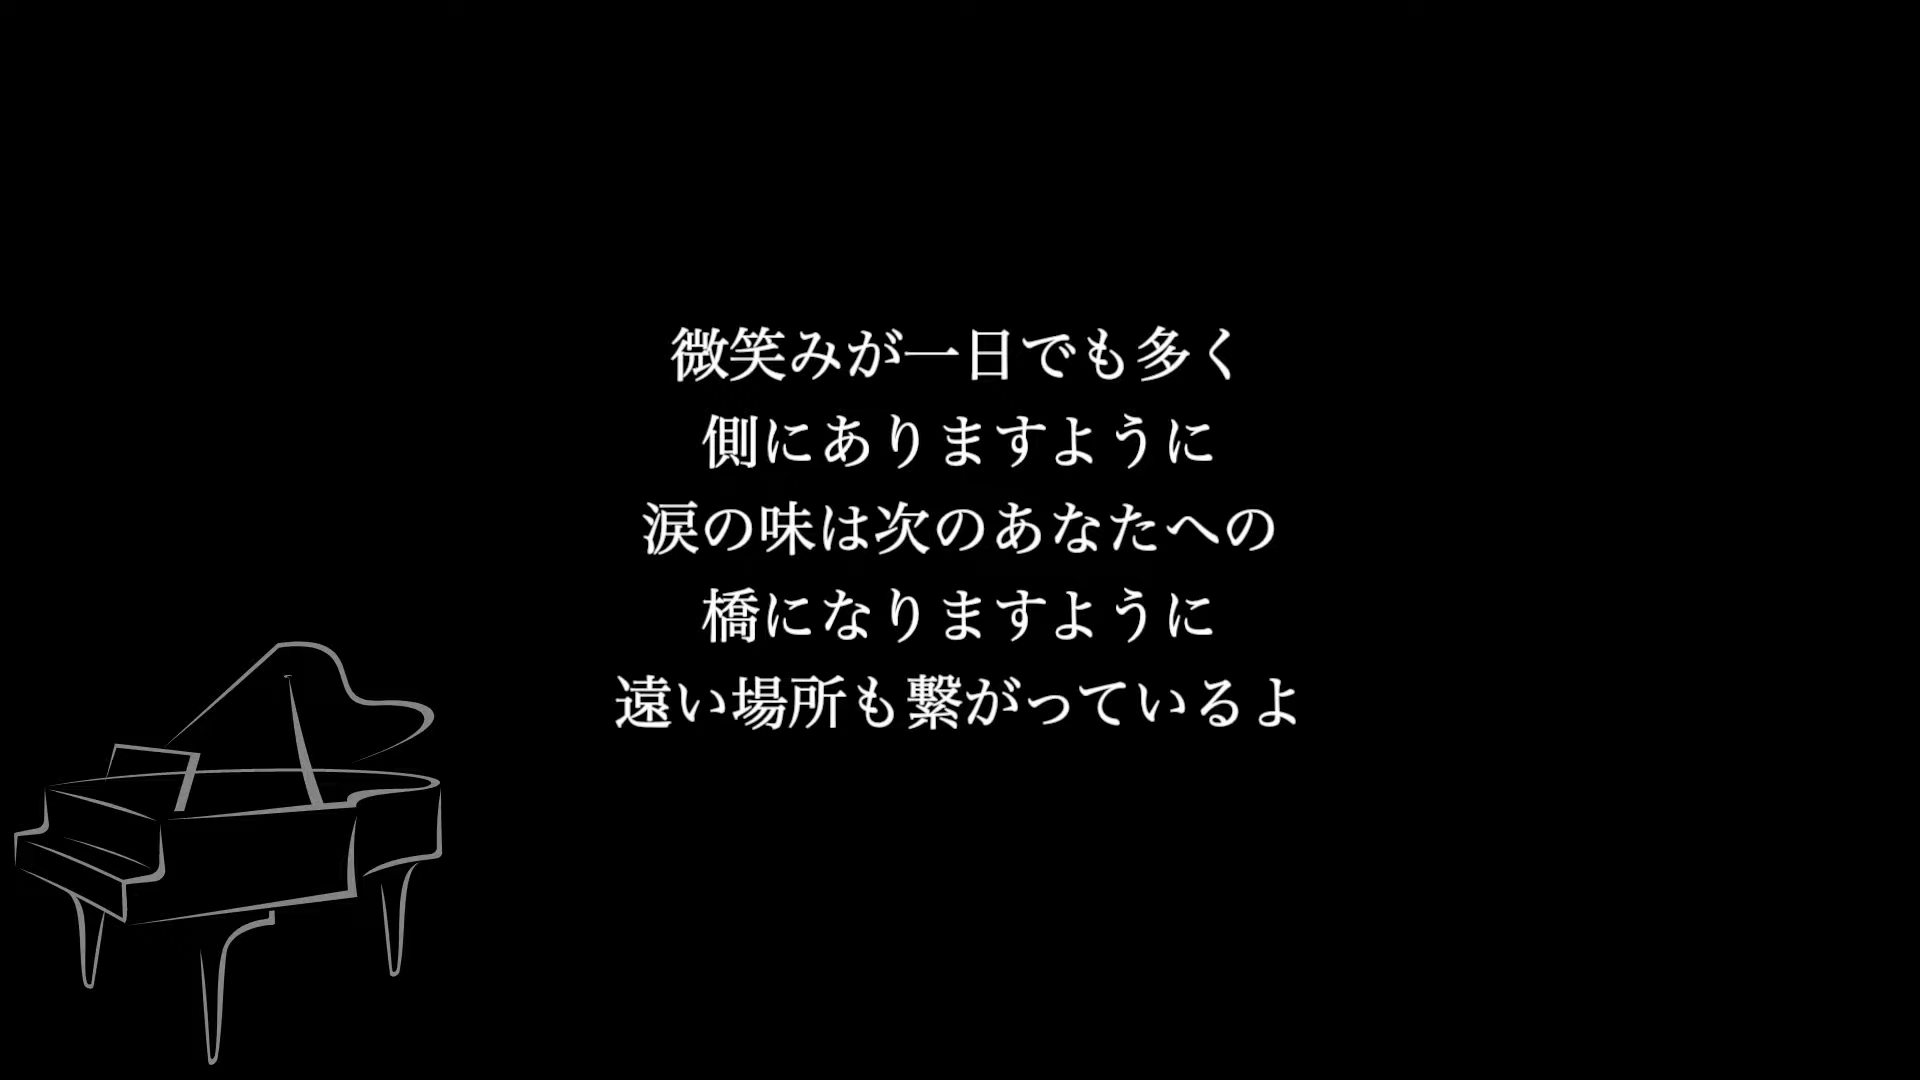 微笑みが一日でも多く
側にありますように
涙の味は次のあなたへの
橋になりますように
遠い場所も繋がっているよ